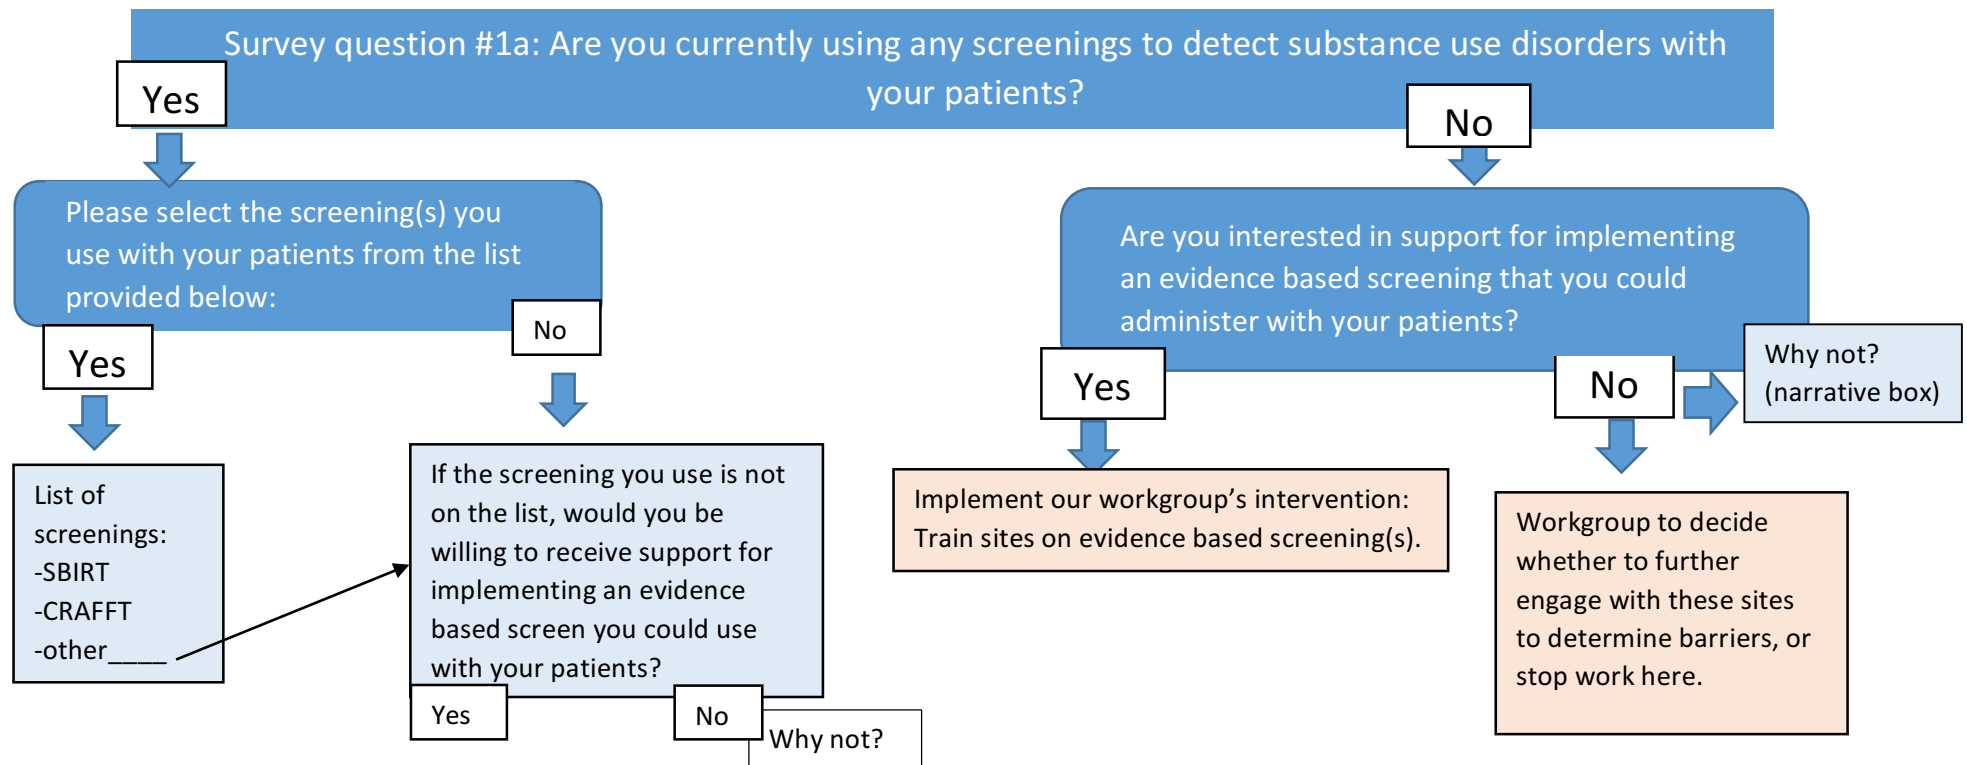 Survey question #1a: Are you currently using any screenings to detect substance use disorders with
your patients?
Yes
No
Please select the screening(s) you
use with your patients from the list
provided below:
Yes
No
List of
screenings:
-SBIRT
-CRAFFT
-other____
If the screening you use is not
on the list, would you be
willing to receive support for
implementing an evidence
based screen you could use
with your patients?
Yes
No
Why not?
Are you interested in support for implementing
an evidence based screening that you could
administer with your patients?
Yes
No
Why not?
(narrative box)
Implement our workgroup’s intervention:
Train sites on evidence based screening(s).
Workgroup to decide
whether to further
engage with these sites
to determine barriers, or
stop work here.